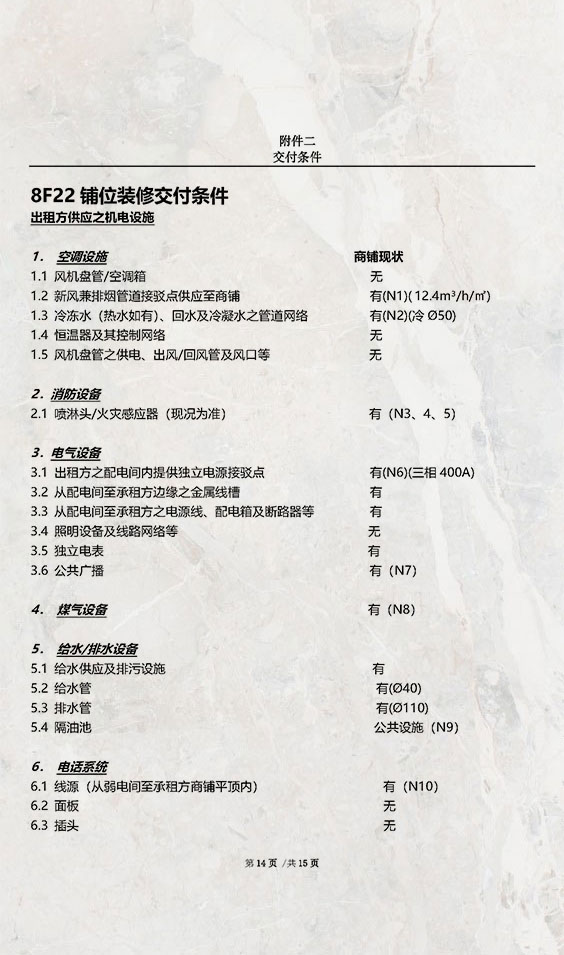 附件二
交付条件
8F22 铺位装修交付条件
出租方供应之机电设施
1. 空调设施 商铺现状
1.1 风机盘管/空调箱 无
1.2 新风兼排烟管道接驳点供应至商铺 有(N1)( 12.4m³/h/㎡)
1.3 冷冻水（热水如有）、回水及冷凝水之管道网络 有(N2)(冷 Ø50)
1.4 恒温器及其控制网络 无
1.5 风机盘管之供电、出风/回风管及风口等 无
2. 消防设备
2.1 喷淋头/火灾感应器（现况为准） 有（N3、4、5）
3. 电气设备
3.1 出租方之配电间内提供独立电源接驳点 有(N6)(三相 400A)
3.2 从配电间至承租方边缘之金属线槽 有
3.3 从配电间至承租方之电源线、配电箱及断路器等 有
3.4 照明设备及线路网络等 无
3.5 独立电表 有
3.6 公共广播 有（N7）
4. 煤气设备 有（N8）
5. 给水/排水设备
5.1 给水供应及排污设施 有
5.2 给水管 有(Ø40)
5.3 排水管 有(Ø110)
5.4 隔油池 公共设施（N9）
6. 电话系统
6.1 线源（从弱电间至承租方商铺平顶内） 有（N10）
6.2 面板 无
6.3 插头 无
第 14 页 /共 15 页